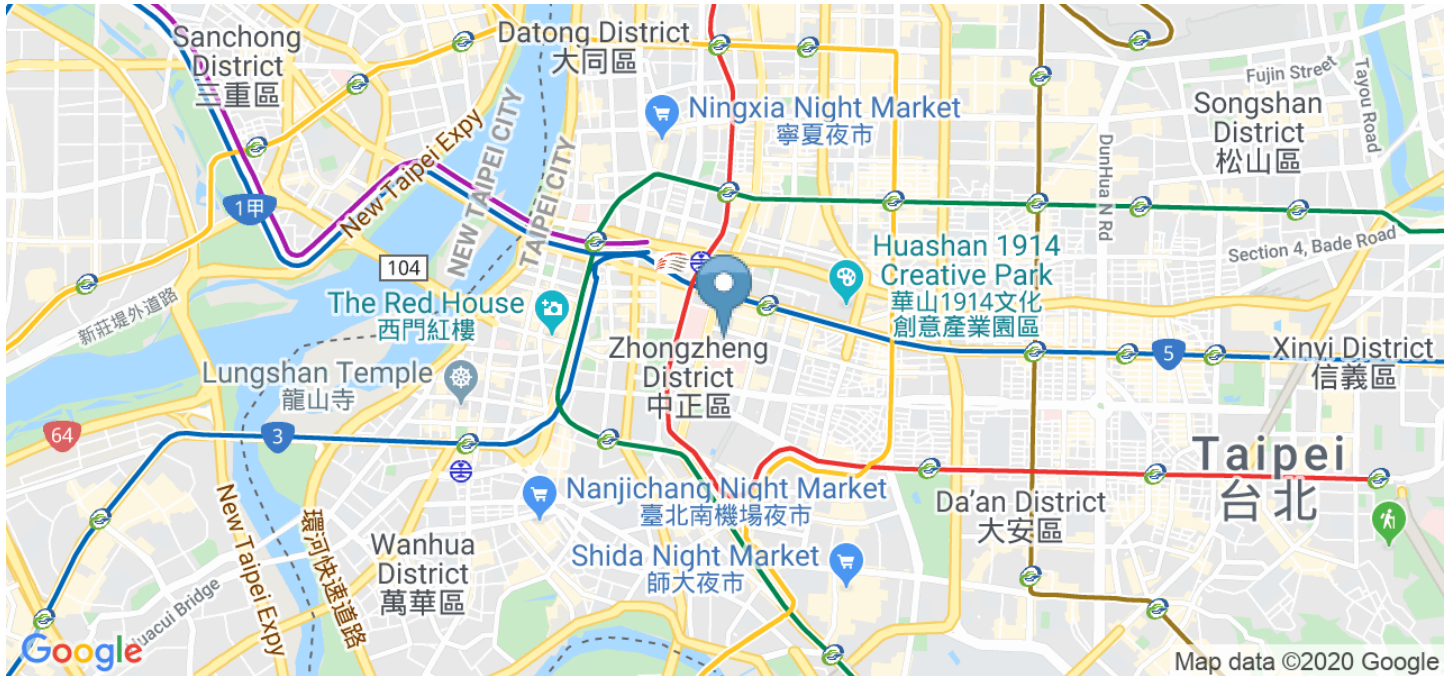 Sanchong
District
三重區
Datong District
大同區
Fujin Street
Tayou Road
Ningxia Night Market
寧夏夜市
Songshan
District
松山區
DunHua N Rd
New Taipei Expy
NEW TAIPEI CITY
TAIPEI CITY
1甲
104
Section 4, Bade Road
Huashan 1914
Creative Park
華山1914文化
創意產業園區
新莊堤外道路
The Red House
西門紅樓
Zhongzheng
District
中正區
5
Xinyi District
信義區
Lungshan Temple
龍山寺
64
3
Taipei
台北
Nanjichang Night Market
臺北南機場夜市
Da'an District
大安區
New Taipei Expy
環河快速道路
Wanhua
District
萬華區
Shida Night Market
師大夜市
uacui Bridge
Google
Map data ©2020 Google